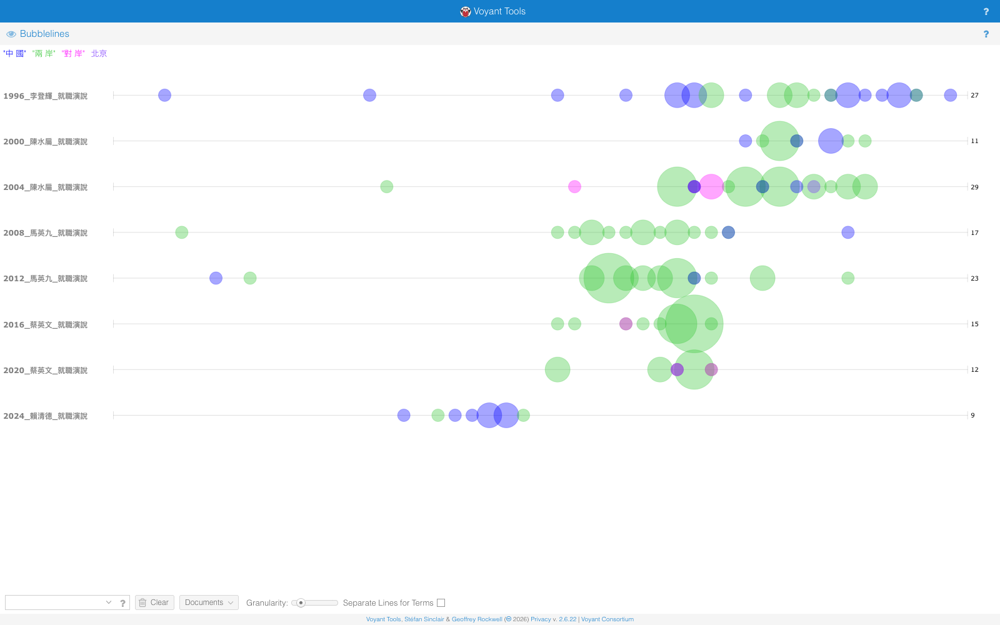 Voyant Tools ?
Bubblelines ?
"中 國" "兩 岸" "對 岸" 北京
1996_李登輝_就職演說 27
2000_陳水扁_就職演說 11
2004_陳水扁_就職演說 29
2008_馬英九_就職演說 17
2012_馬英九_就職演說 23
2016_蔡英文_就職演說 15
2020_蔡英文_就職演說 12
2024_賴清德_就職演說 9
? Clear Documents Granularity: Separate Lines for Terms
Voyant Tools, Stéfan Sinclair & Geoffrey Rockwell (🅭 2026) Privacy v. 2.6.22 | Voyant Consortium